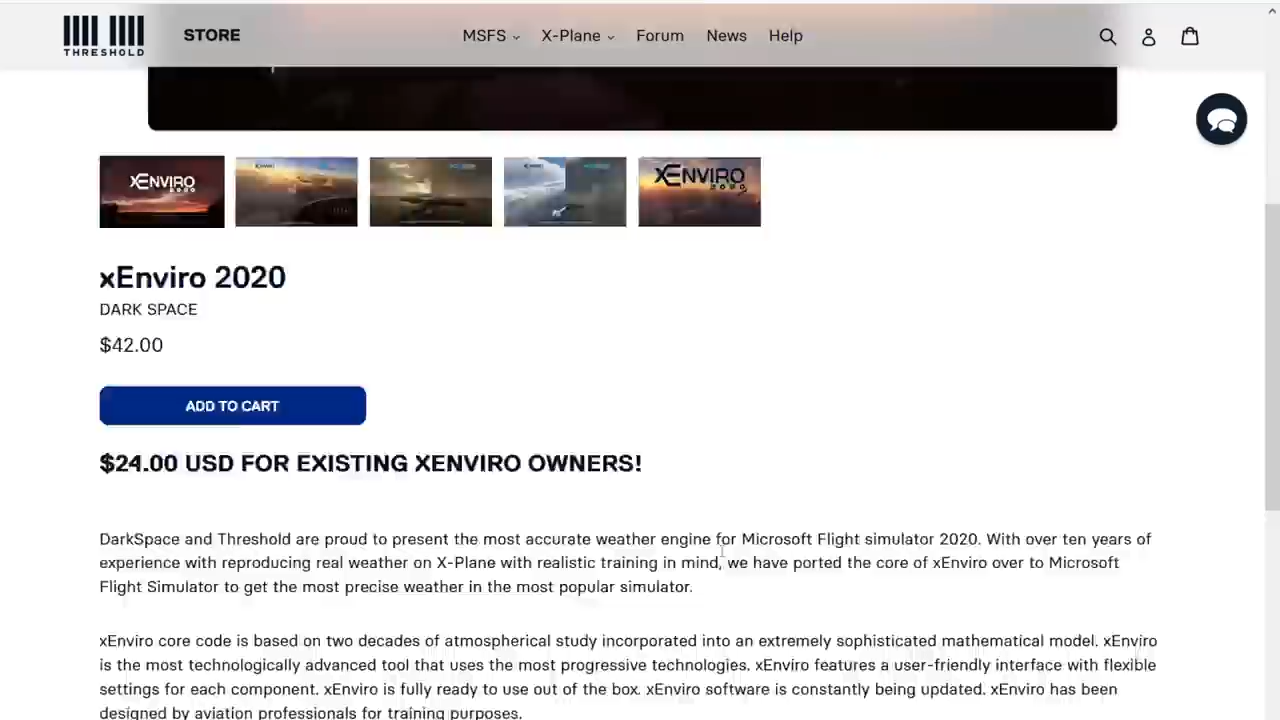 THRESHOLD
STORE
MSFS
X-Plane
Forum
News
Help
XENVIRO
XENVIRO
2020
xEnviro 2020
DARK SPACE
$42.00
ADD TO CART
$24.00 USD FOR EXISTING XENVIRO OWNERS!
DarkSpace and Threshold are proud to present the most accurate weather engine for Microsoft Flight simulator 2020. With over ten years of
experience with reproducing real weather on X-Plane with realistic training in mind, we have ported the core of xEnviro over to Microsoft
Flight Simulator to get the most precise weather in the most popular simulator.
xEnviro core code is based on two decades of atmospherical study incorporated into an extremely sophisticated mathematical model. xEnviro
is the most technologically advanced tool that uses the most progressive technologies. xEnviro features a user-friendly interface with flexible
settings for each component. xEnviro is fully ready to use out of the box. xEnviro software is constantly being updated. xEnviro has been
designed by aviation professionals for training purposes.